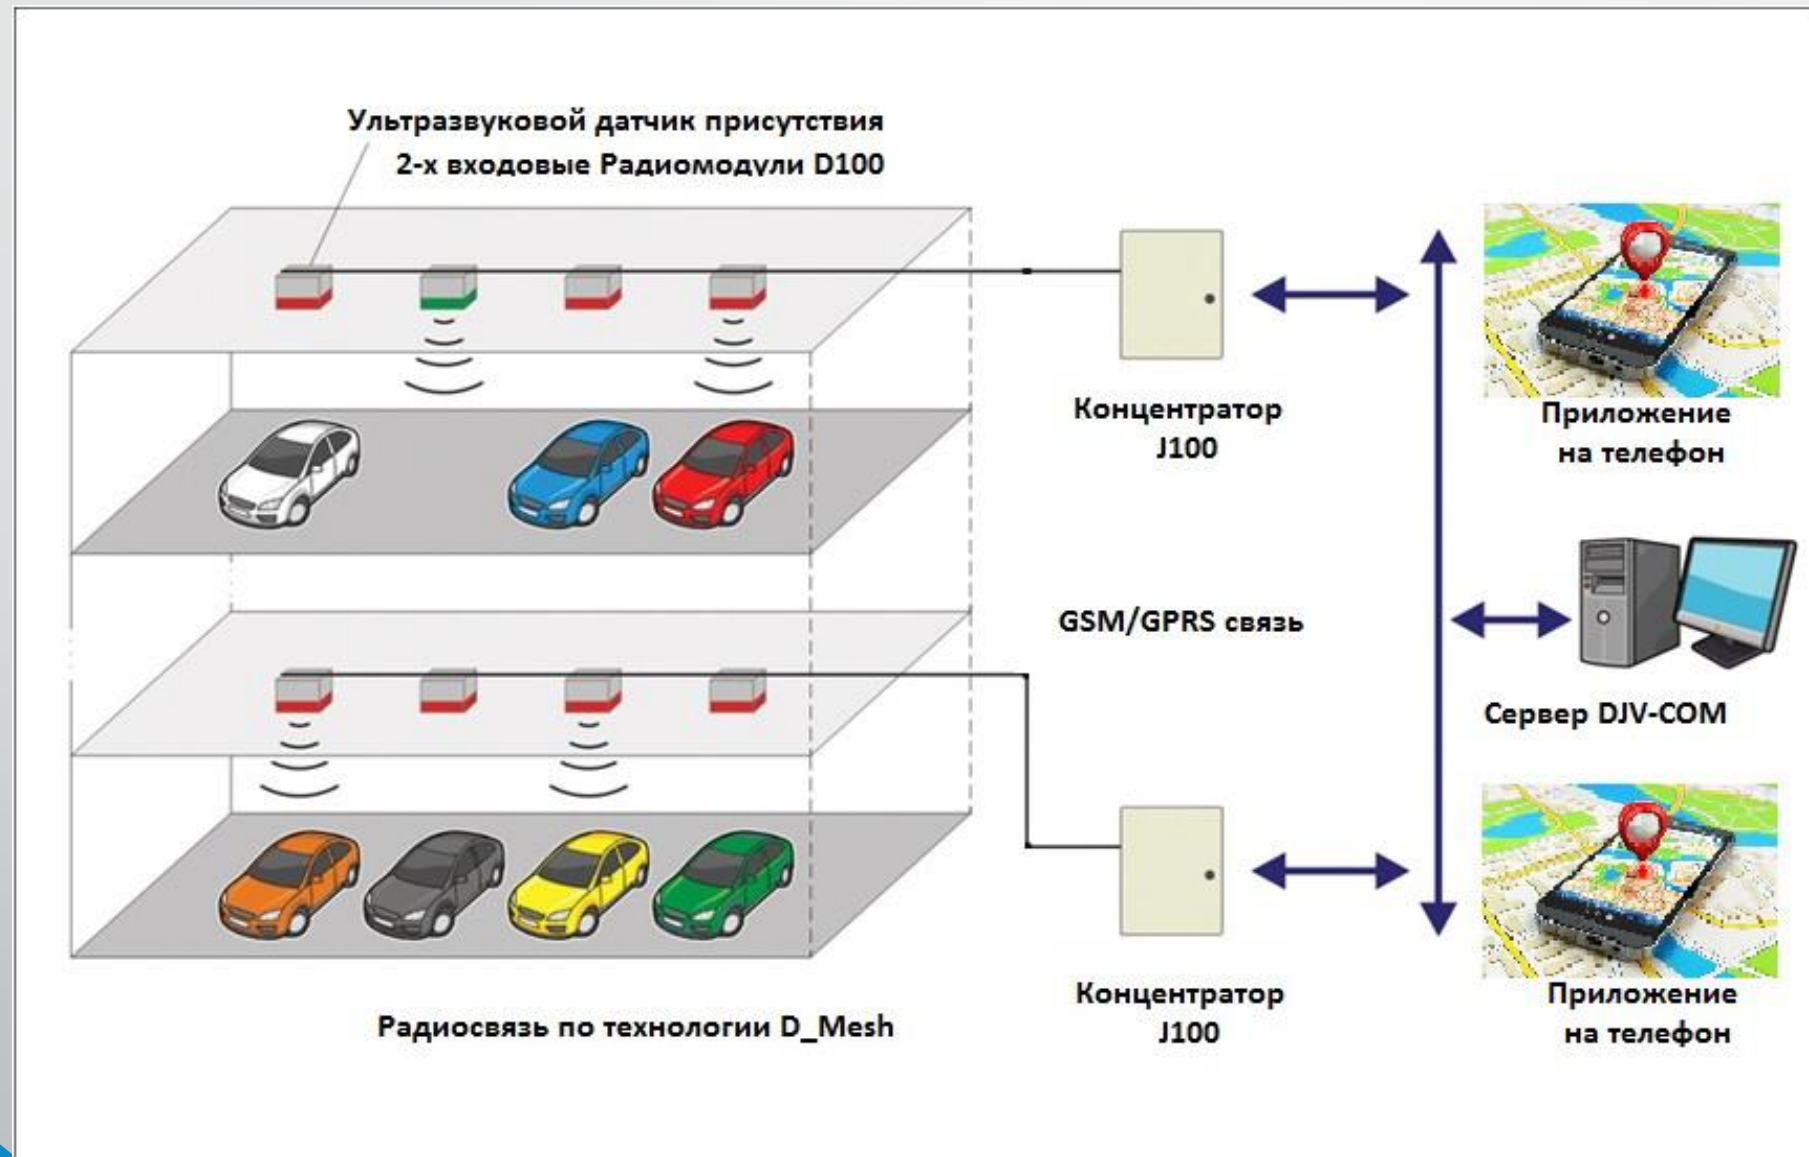 Ультразвуковой датчик присутствия
2-х входовые Радиомодули D100
Концентратор
J100
Приложение
на телефон
GSM/GPRS связь
Сервер DJV-COM
Радиосвязь по технологии D_Mesh
Концентратор
J100
Приложение
на телефон